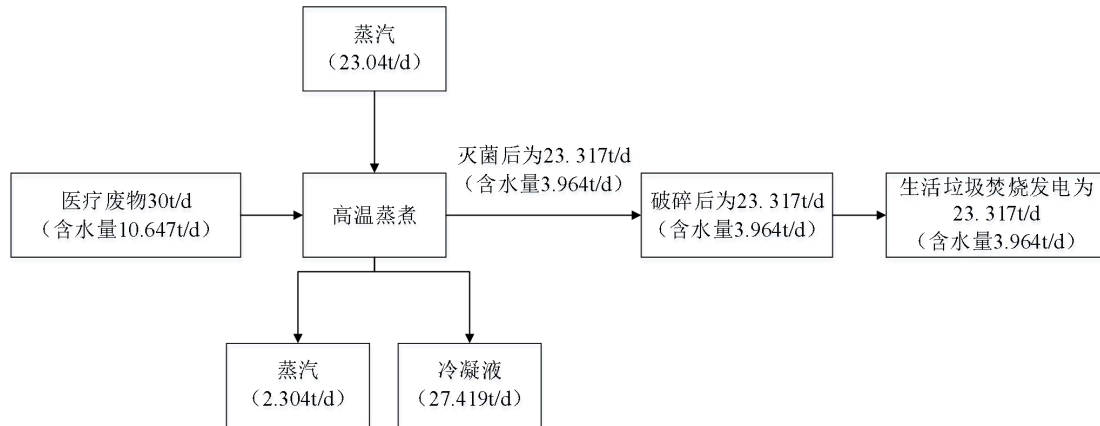 蒸汽
（23.04t/d）
灭菌后为23. 317t/d
（含水量3.964t/d）
医疗废物30t/d
（含水量10.647t/d）
高温蒸煮
破碎后为23. 317t/d
（含水量3.964t/d）
生活垃圾焚烧发电为
23. 317t/d
（含水量3.964t/d）
蒸汽
（2.304t/d）
冷凝液
（27.419t/d）